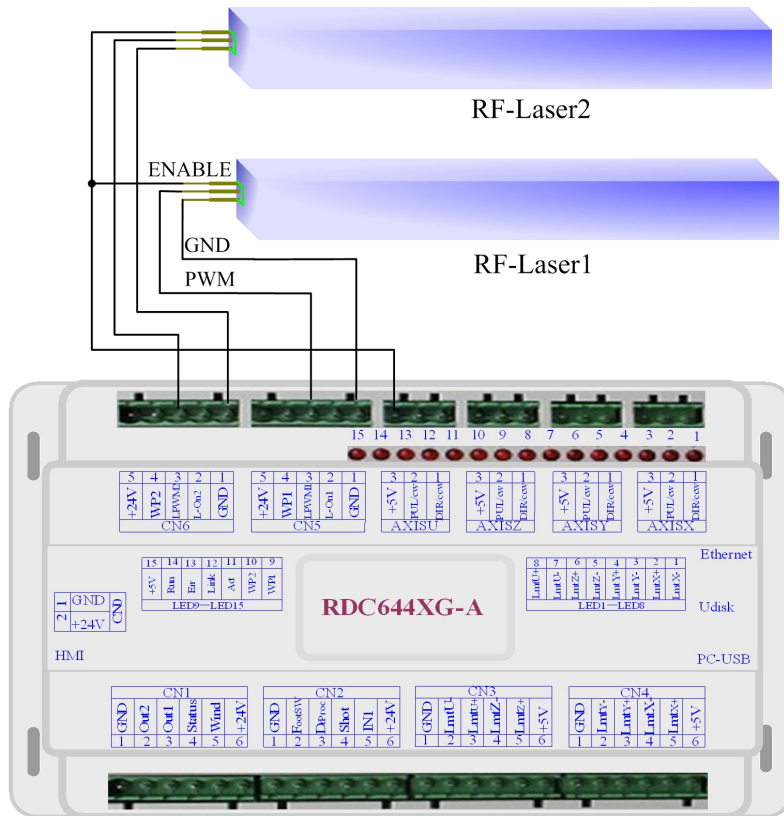 RF-Laser2
ENABLE
GND
RF-Laser1
PWM
15 14 13 12 11 10 9 8 7 6 5 4 3 2 1
5 4 3 2 1
+24V WP2 LPWM2 L-On2 GND
CN6
5 4 3 2 1
+24V WP1 LPWM1 L-On1 GND
CN5
3 2 1
+5V PUL/cw DIR/ccw
AXISU
3 2 1
+5V PUL/cw DIR/ccw
AXISZ
3 2 1
+5V PUL/cw DIR/ccw
AXISY
3 2 1
+5V PUL/cw DIR/ccw
AXISX
Ethernet
15 14 13 12 11 10 9
+5V Run Err Link Act WP2 WP1
LED9—LED15
8 7 6 5 4 3 2 1
LmtU+ LmtU- LmtZ+ LmtZ- LmtY+ LmtY- LmtX+ LmtX-
LED1—LED8
1 GND
2 +24V
CND
RDC644XG-A
Udisk
HMI
PC-USB
CN1
GND Out2 Out1 Status Wind +24V
1 2 3 4 5 6
CN2
GND FootSW DrProc Shot IN1 +24V
1 2 3 4 5 6
CN3
GND LmtU- LmtU+ LmtZ- LmtZ+ +5V
1 2 3 4 5 6
CN4
GND LmtY- LmtY+ LmtX- LmtX+ +5V
1 2 3 4 5 6